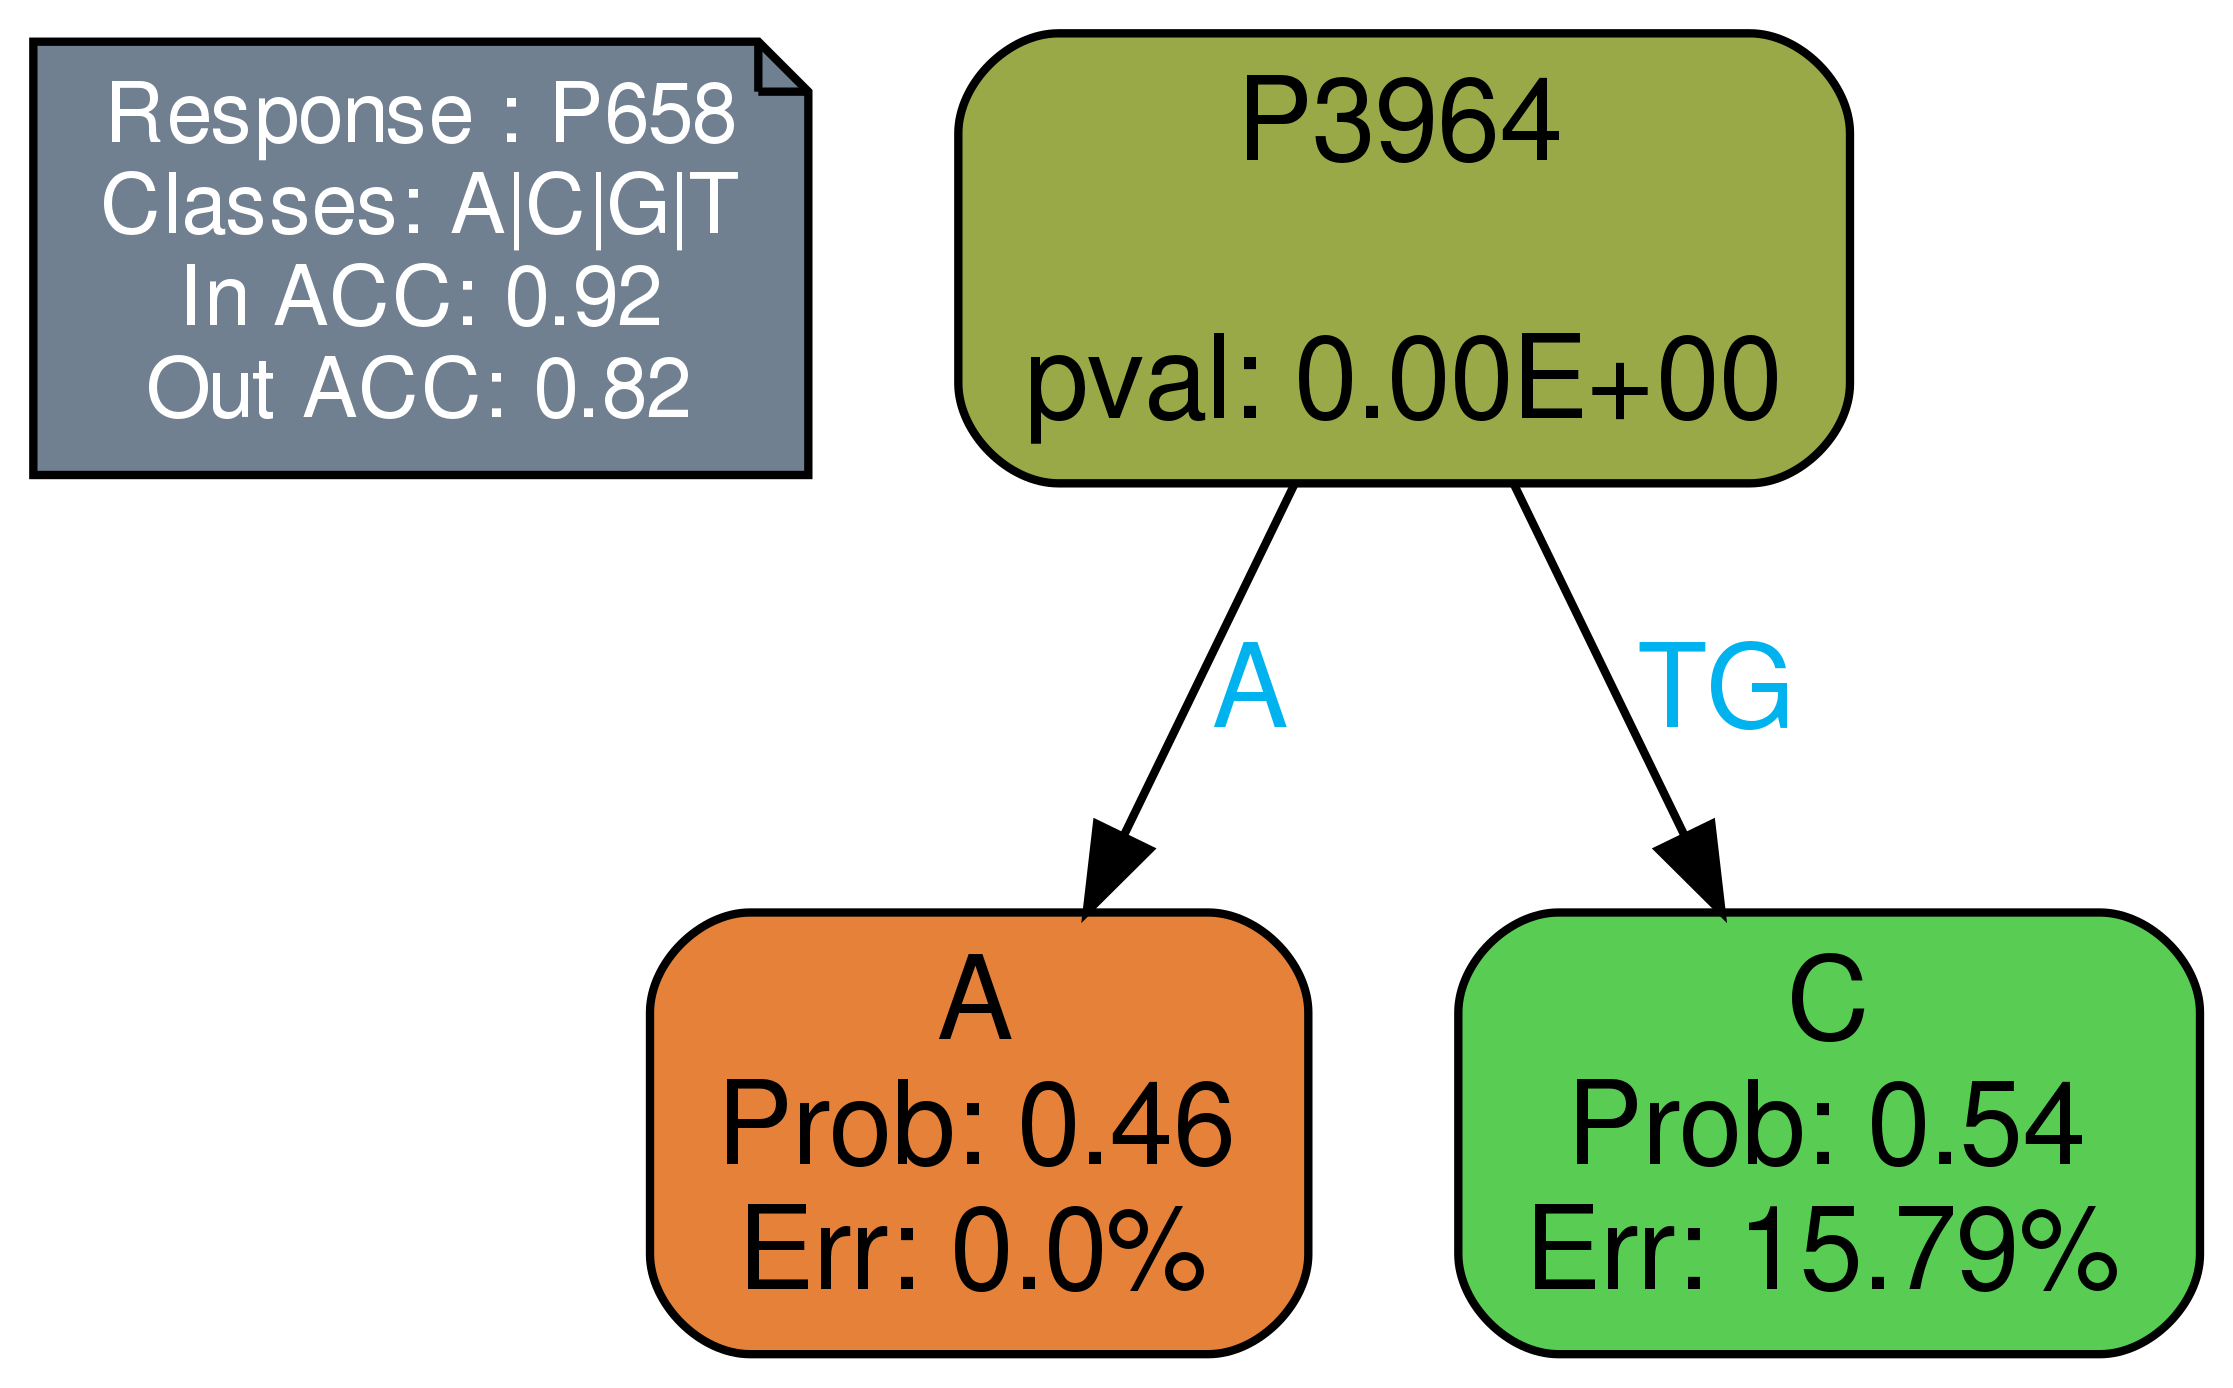 Response : P658
Classes: A|C|G|T
In ACC: 0.92
Out ACC: 0.82
P3964
pval: 0.00E+00
A
TG
A
Prob: 0.46
Err: 0.0%
C
Prob: 0.54
Err: 15.79%